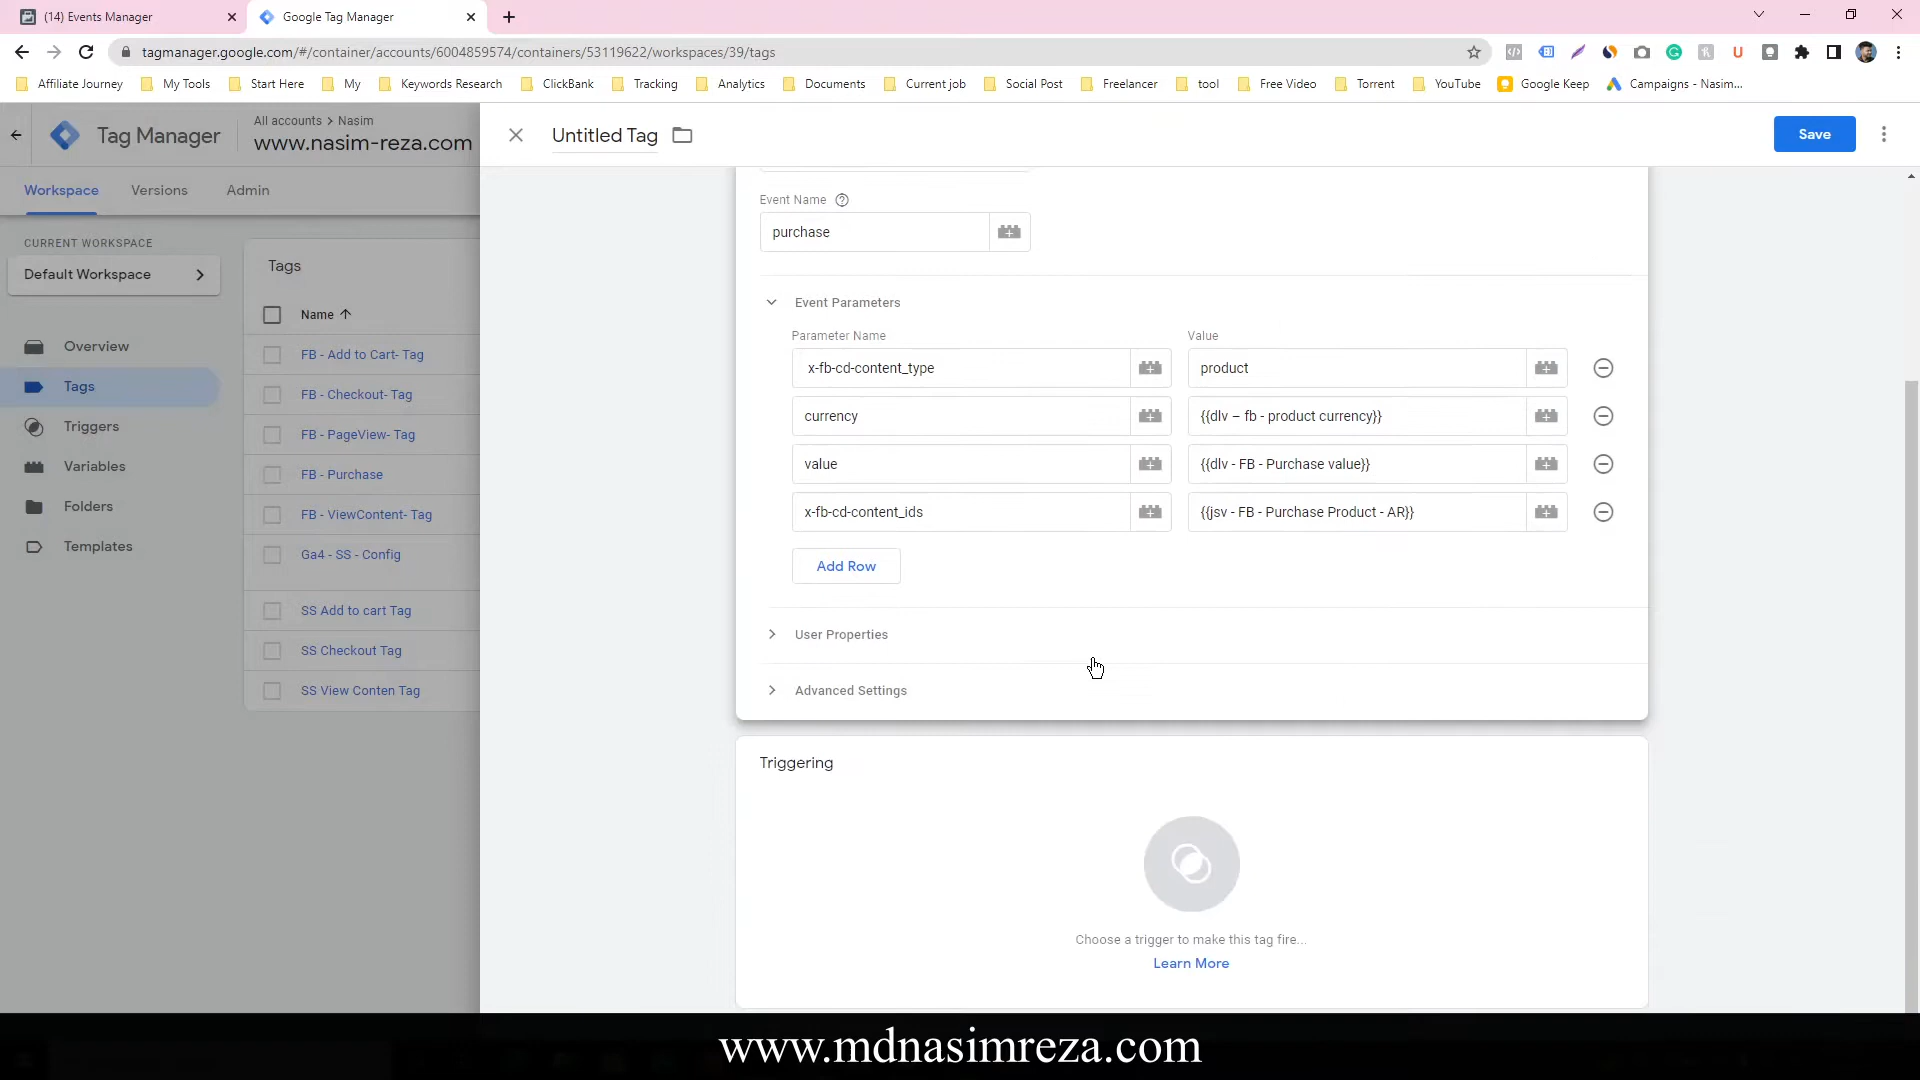 (14) Events Manager
Google Tag Manager
tagmanager.google.com/#/container/accounts/6004859574/containers/53119622/workspaces/39/tags
Affiliate Journey
My Tools
Start Here
My
Keywords Research
ClickBank
Tracking
Analytics
Documents
Current job
Social Post
Freelancer
tool
Free Video
Torrent
YouTube
Google Keep
Campaigns - Nasim...
Tag Manager
All accounts > Nasim
www.nasim-reza.com
Untitled Tag
Save
Workspace
Versions
Admin
CURRENT WORKSPACE
Default Workspace
Overview
Tags
Triggers
Variables
Folders
Templates
Tags
Name
FB - Add to Cart- Tag
FB - Checkout- Tag
FB - PageView- Tag
FB - Purchase
FB - ViewContent- Tag
Ga4 - SS - Config
SS Add to cart Tag
SS Checkout Tag
SS View Conten Tag
Event Name
purchase
Event Parameters
Parameter Name
Value
x-fb-cd-content_type
product
currency
{{dlv – fb - product currency}}
value
{{dlv - FB - Purchase value}}
x-fb-cd-content_ids
{{jsv - FB - Purchase Product - AR}}
Add Row
User Properties
Advanced Settings
Triggering
Choose a trigger to make this tag fire...
Learn More
www.mdnasimreza.com